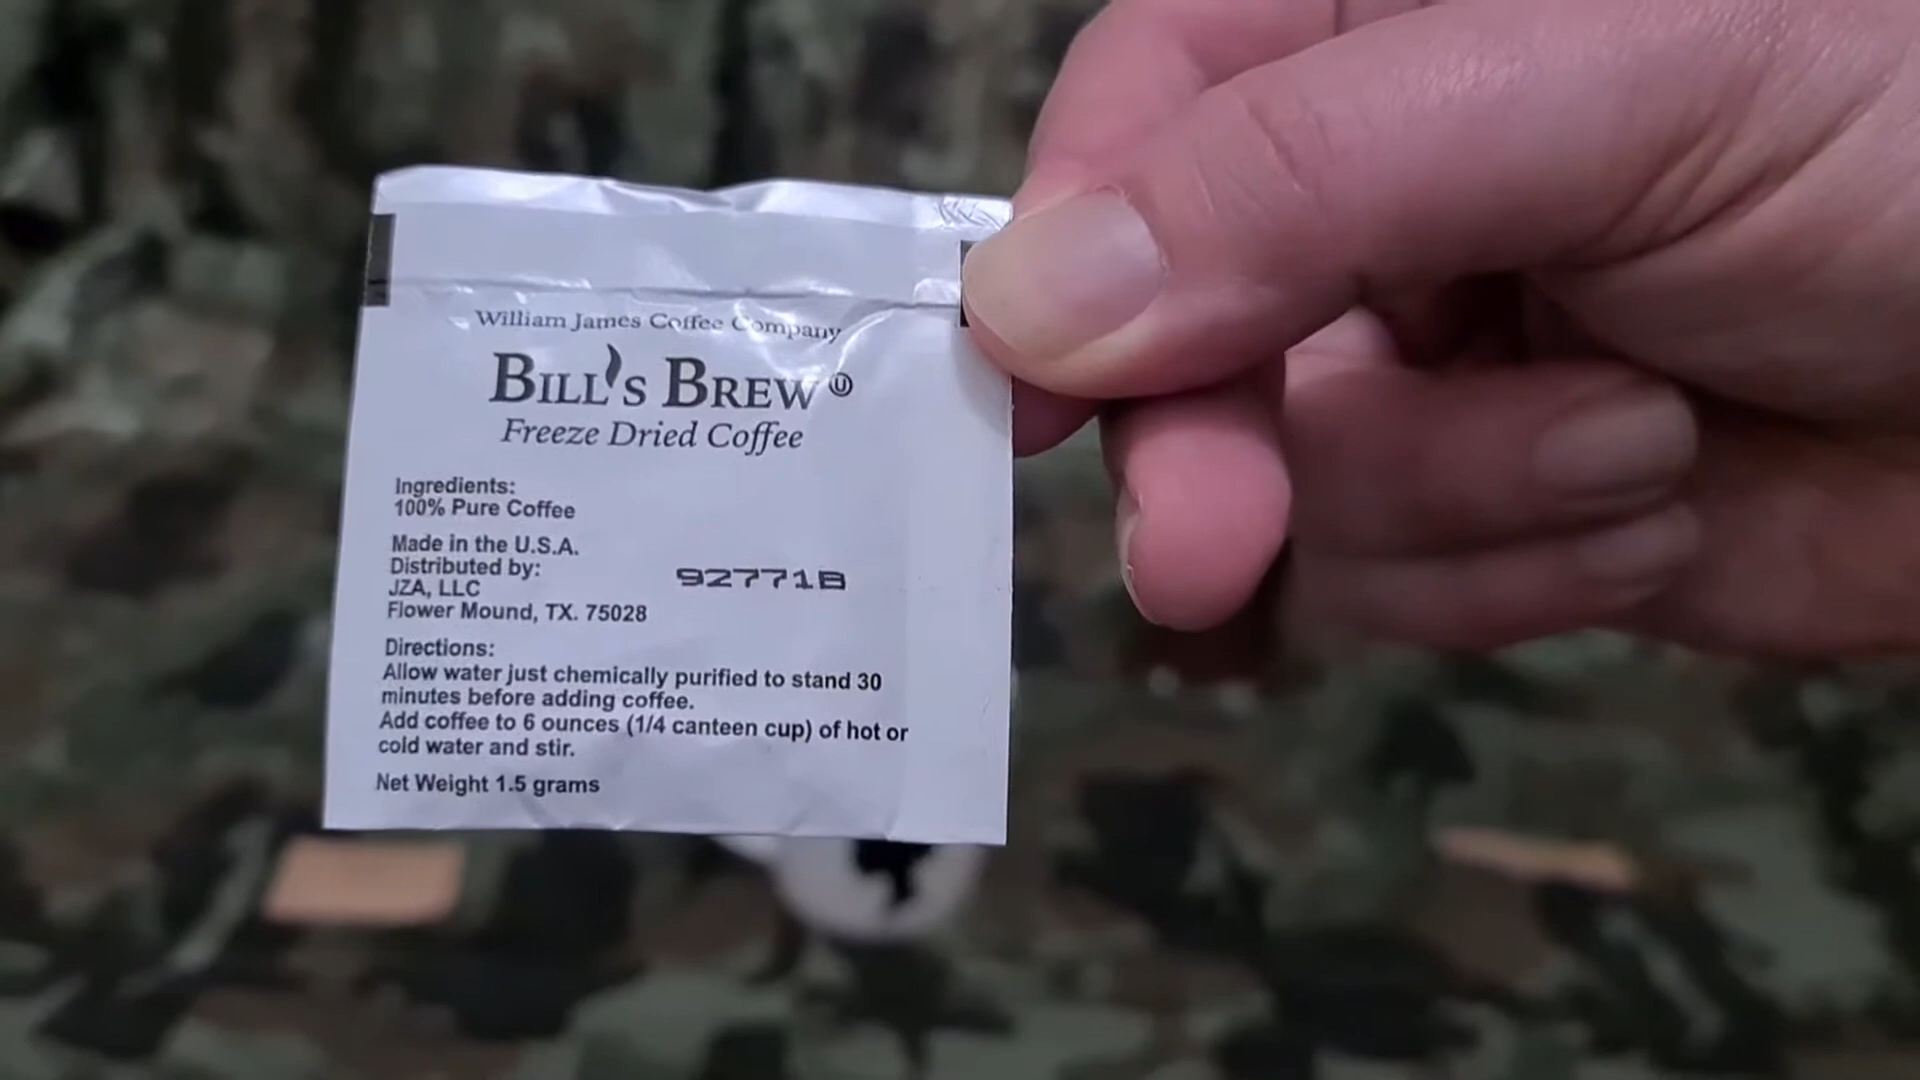 William James Coffee Company
BILL'S BREW Ⓤ
Freeze Dried Coffee
Ingredients:
100% Pure Coffee
Made in the U.S.A.
Distributed by:
JZA, LLC
Flower Mound, TX. 75028
92771B
Directions:
Allow water just chemically purified to stand 30
minutes before adding coffee.
Add coffee to 6 ounces (1/4 canteen cup) of hot or
cold water and stir.
Net Weight 1.5 grams